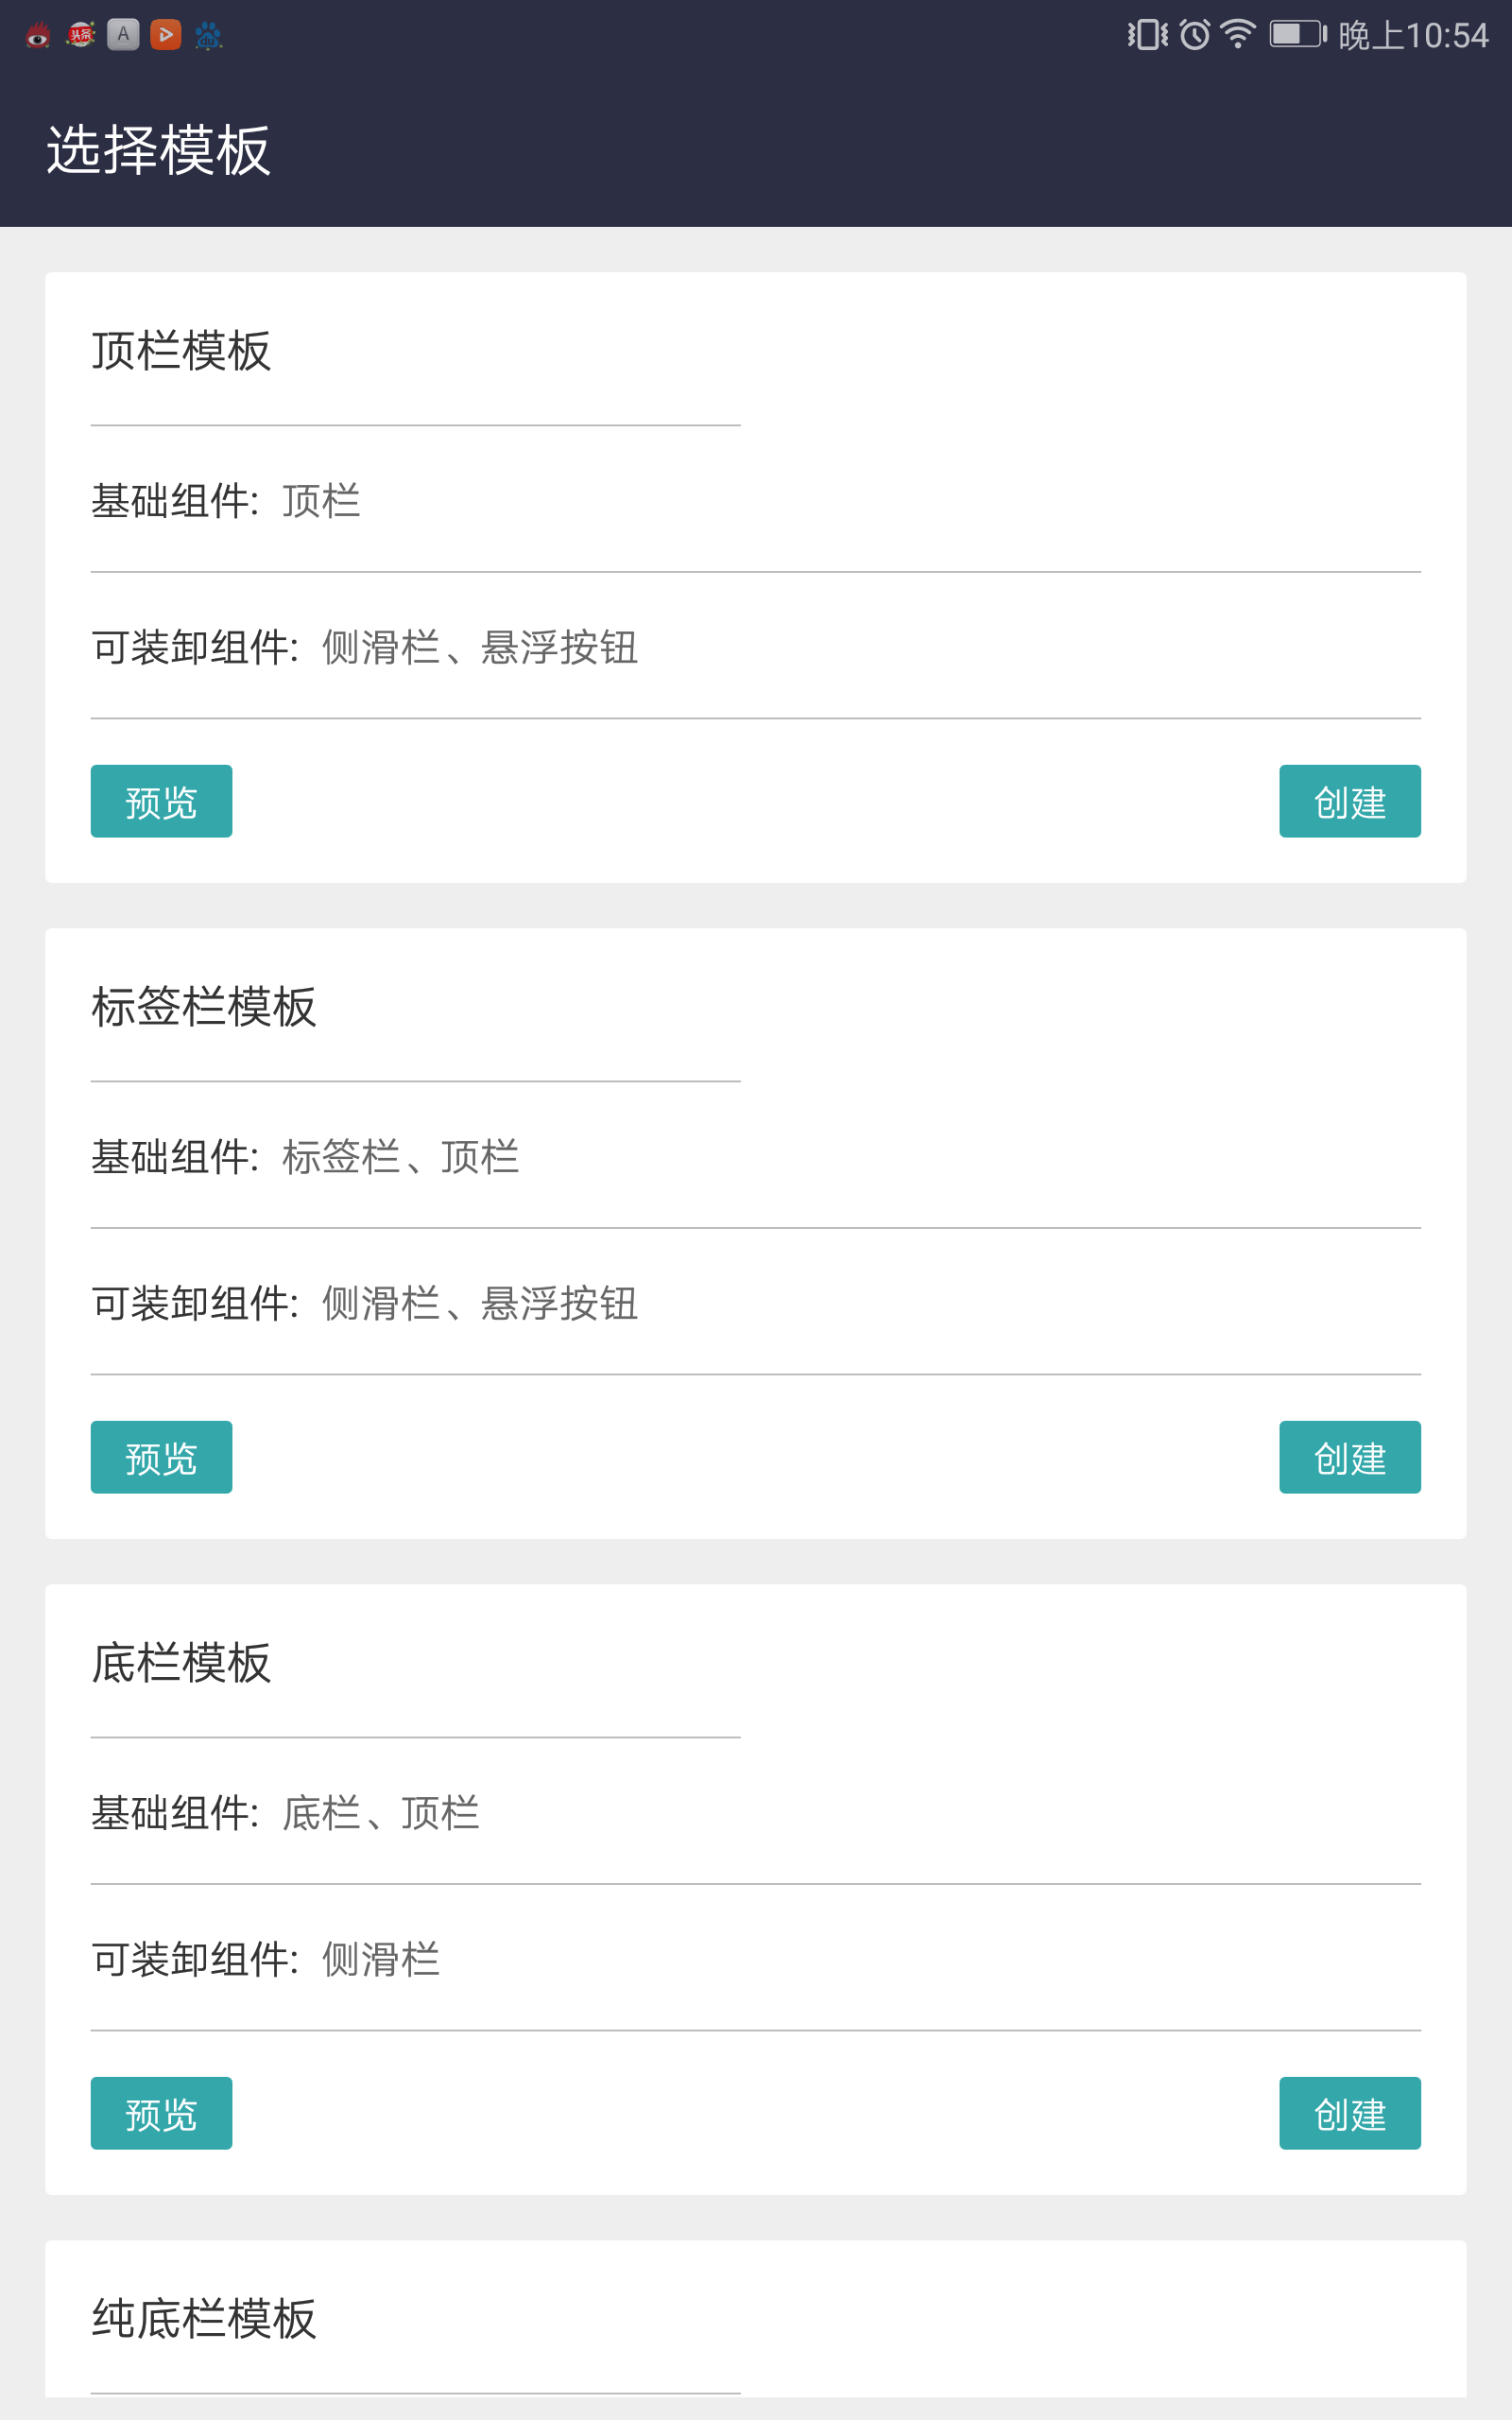 晚上10:54
选择模板
顶栏模板
基础组件: 顶栏
可装卸组件: 侧滑栏、悬浮按钮
预览 创建
标签栏模板
基础组件: 标签栏、顶栏
可装卸组件: 侧滑栏、悬浮按钮
预览 创建
底栏模板
基础组件: 底栏、顶栏
可装卸组件: 侧滑栏
预览 创建
纯底栏模板